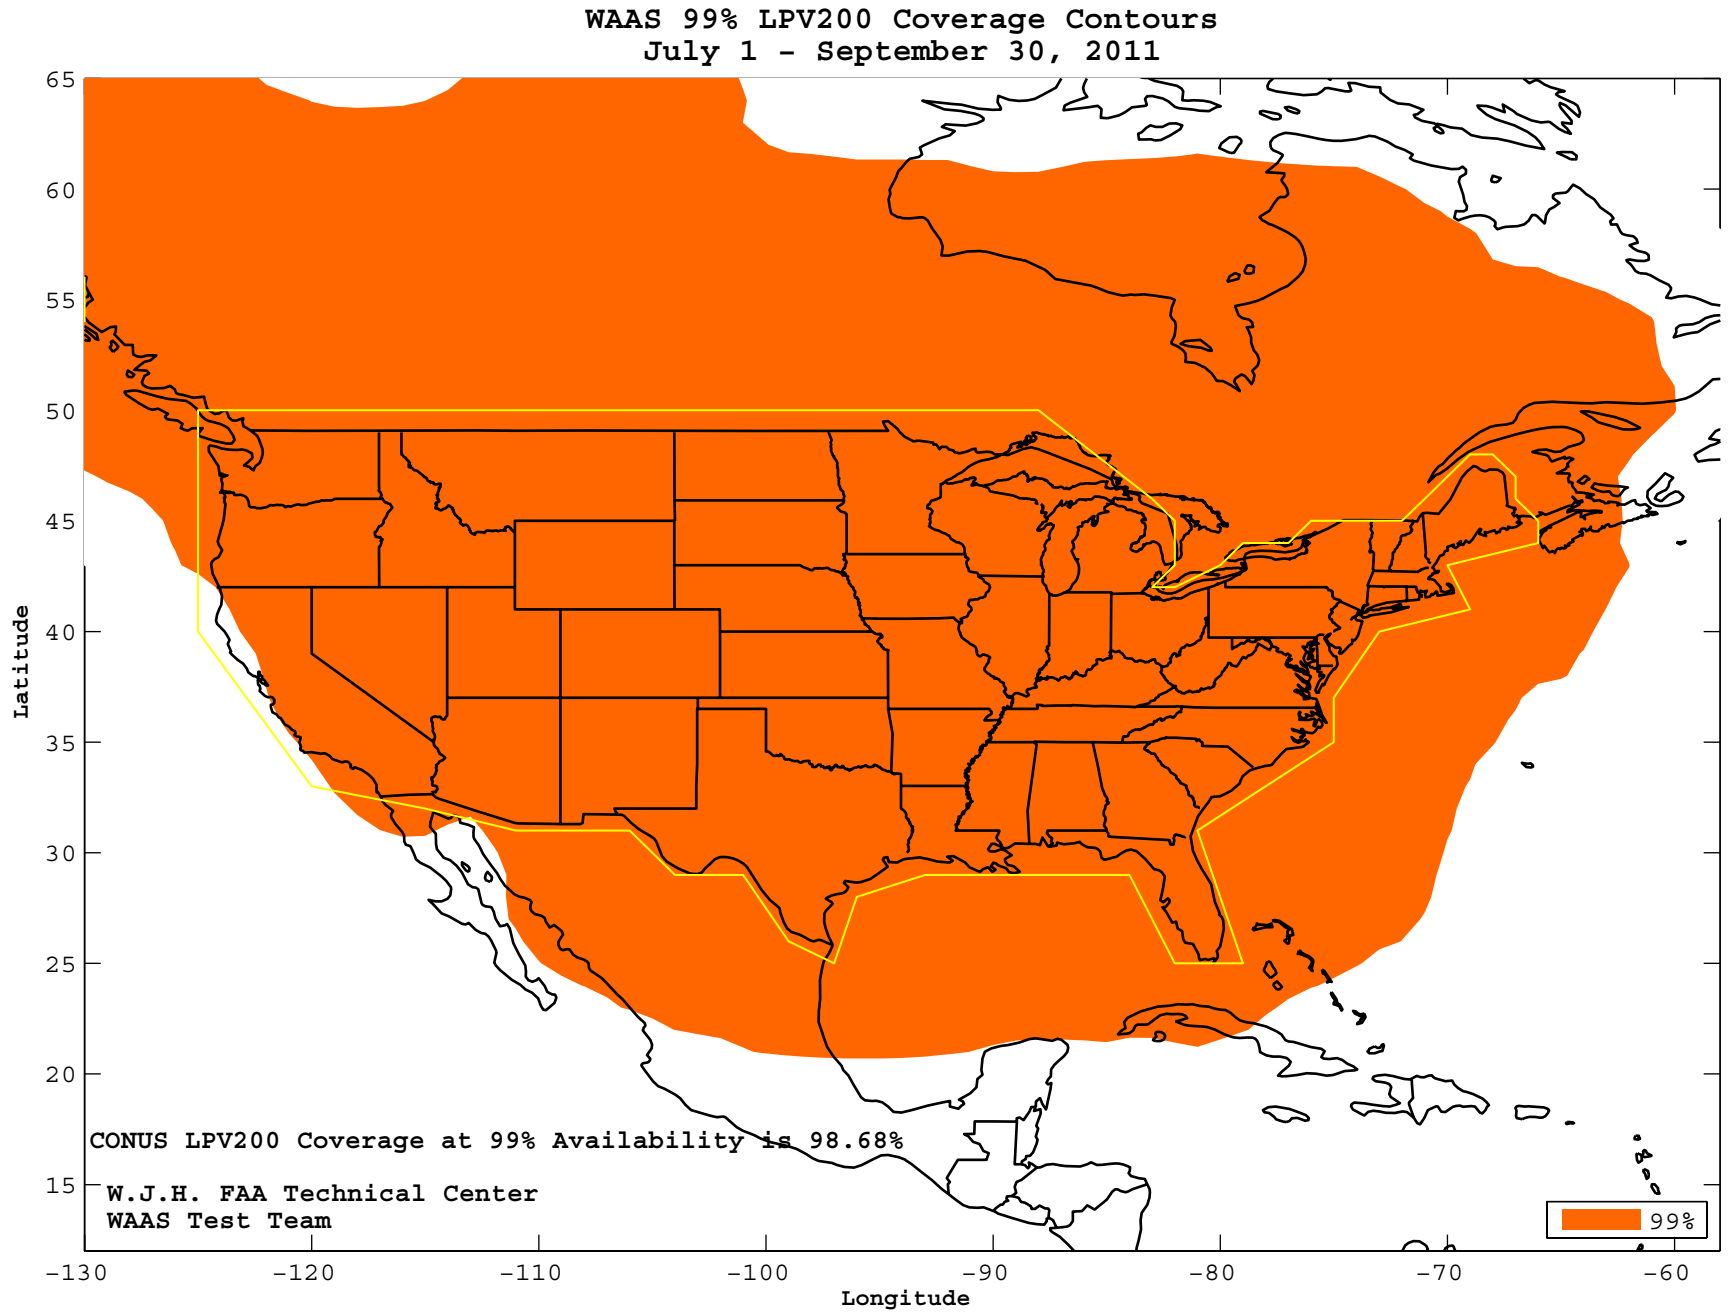 WAAS 99% LPV200 Coverage Contours
July 1 – September 30, 2011
65
60
55
50
45
40
35
30
25
20
15
Latitude
CONUS LPV200 Coverage at 99% Availability is 98.68%
W.J.H. FAA Technical Center
WAAS Test Team
99%
−130 −120 −110 −100 −90 −80 −70 −60
Longitude